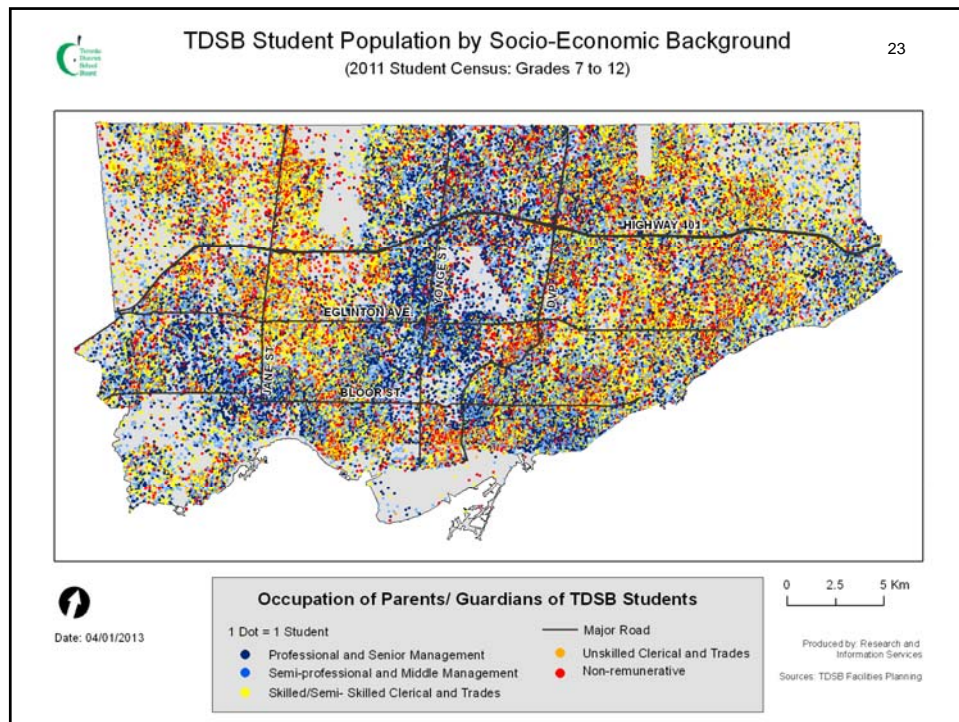 Toronto
District
School
Board
TDSB Student Population by Socio-Economic Background
(2011 Student Census: Grades 7 to 12)
23
HIGHWAY 401
YONGE ST.
DVP
EGLINTON AVE.
JANE ST.
BLOOR ST.
Date: 04/01/2013
Occupation of Parents/ Guardians of TDSB Students
1 Dot = 1 Student
Professional and Senior Management
Semi-professional and Middle Management
Skilled/Semi- Skilled Clerical and Trades
Major Road
Unskilled Clerical and Trades
Non-remunerative
0 2.5 5 Km
Produced by: Research and
Information Services
Sources: TDSB Facilities Planning